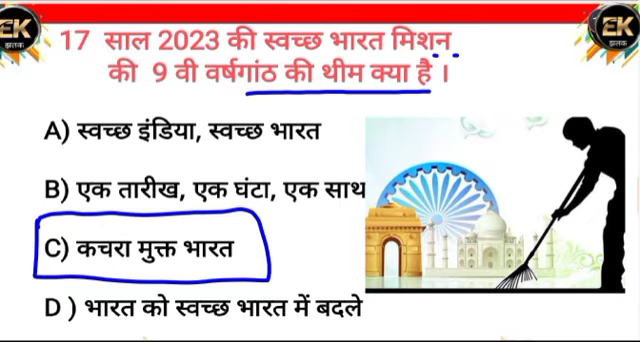 EK
झलक
EK
झलक
17 साल 2023 की स्वच्छ भारत मिशन
की 9 वी वर्षगांठ की थीम क्या है ।
A) स्वच्छ इंडिया, स्वच्छ भारत
B) एक तारीख, एक घंटा, एक साथ
C) कचरा मुक्त भारत
D ) भारत को स्वच्छ भारत में बदले